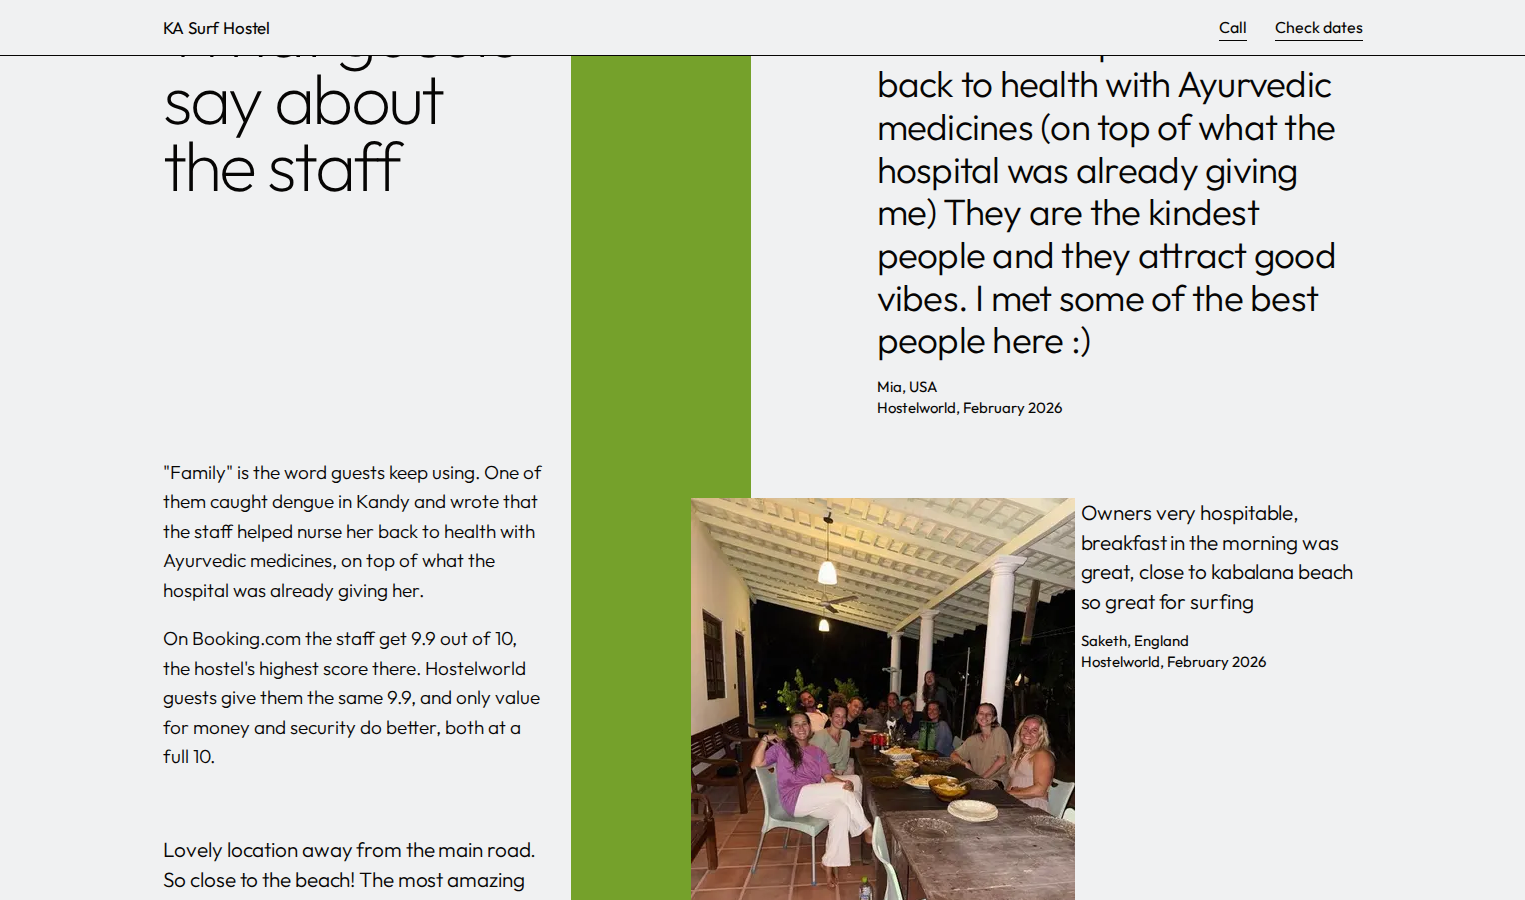 KA Surf Hostel
Call
Check dates
say about
the staff
back to health with Ayurvedic
medicines (on top of what the
hospital was already giving
me) They are the kindest
people and they attract good
vibes. I met some of the best
people here :)
Mia, USA
Hostelworld, February 2026
"Family" is the word guests keep using. One of
them caught dengue in Kandy and wrote that
the staff helped nurse her back to health with
Ayurvedic medicines, on top of what the
hospital was already giving her.
On Booking.com the staff get 9.9 out of 10,
the hostel's highest score there. Hostelworld
guests give them the same 9.9, and only value
for money and security do better, both at a
full 10.
Owners very hospitable,
breakfast in the morning was
great, close to kabalana beach
so great for surfing
Saketh, England
Hostelworld, February 2026
Lovely location away from the main road.
So close to the beach! The most amazing